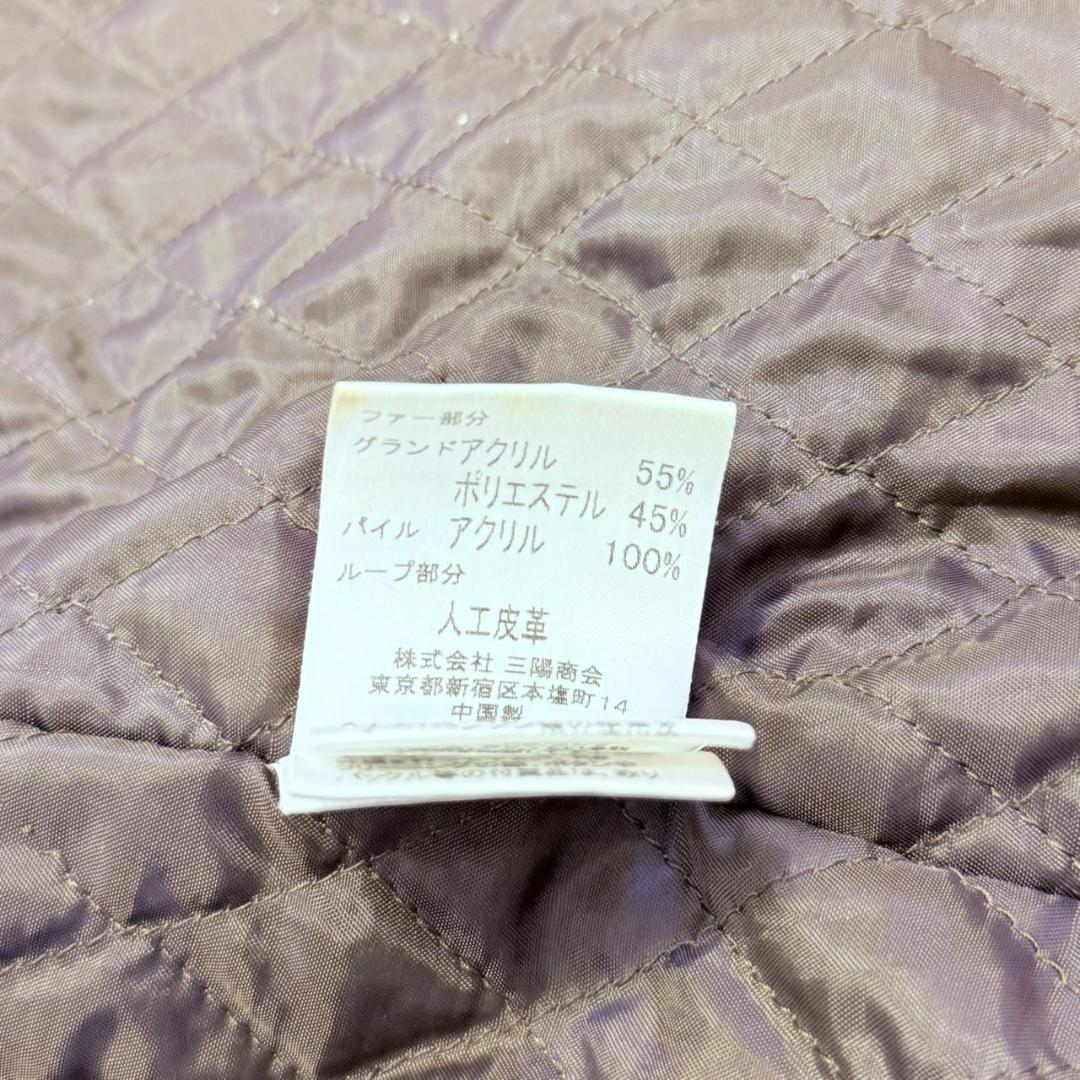 ファー部分
グランドアクリル 55%
ポリエステル 45%
パイル アクリル 100%
ループ部分
人工皮革
株式会社 三陽商会
東京都新宿区本塩町14
中国製